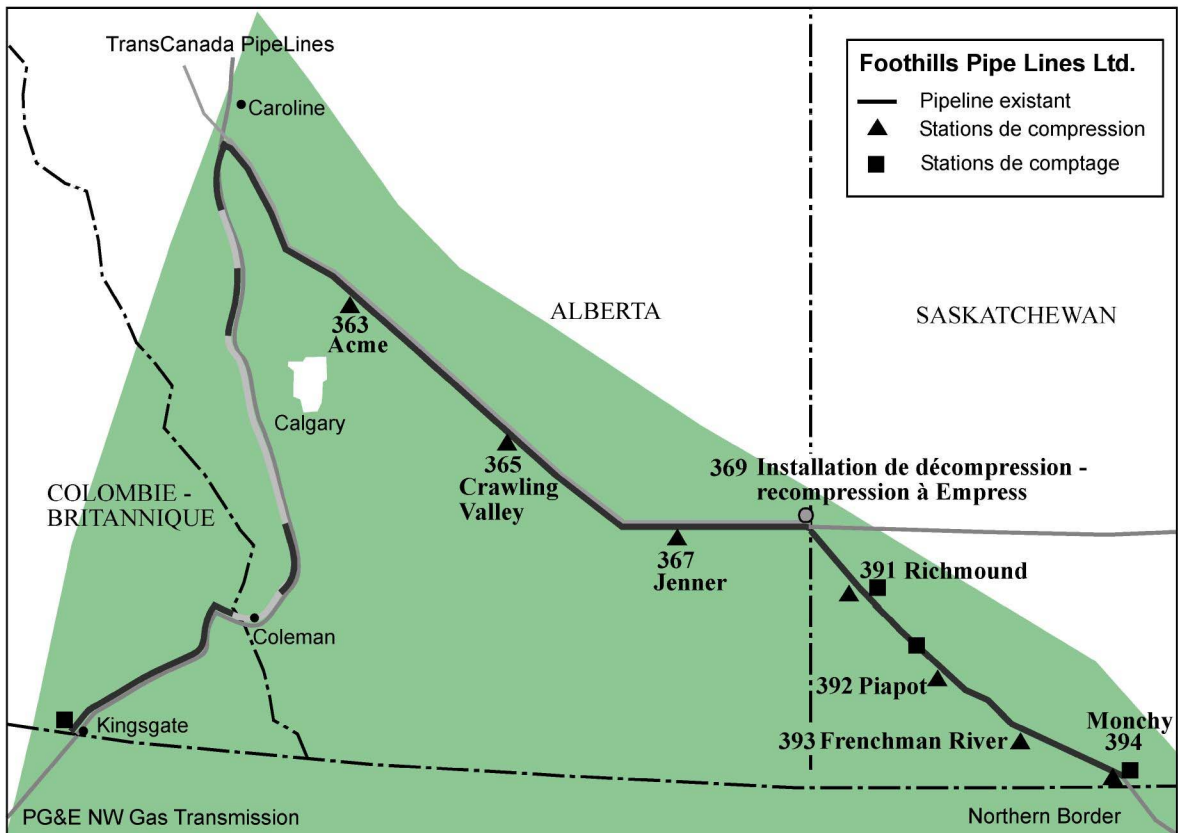 TransCanada PipeLines
Caroline
Foothills Pipe Lines Ltd.
Pipeline existant
Stations de compression
Stations de comptage
ALBERTA
SASKATCHEWAN
363
Acme
Calgary
365
Crawling
Valley
COLOMBIE -
BRITANNIQUE
369 Installation de décompression -
recompression à Empress
367
Jenner
391 Richmound
Coleman
392 Piapot
Kingsgate
393 Frenchman River
Monchy
394
PG&E NW Gas Transmission
Northern Border